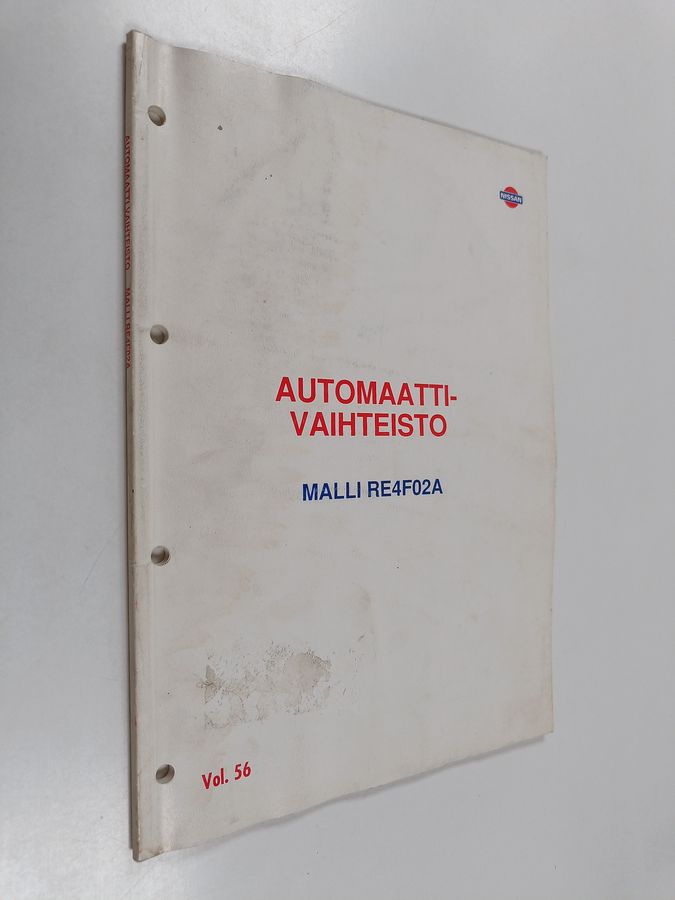 NISSAN
AUTOMAATTI-
VAIHTEISTO
MALLI RE4F02A
Vol. 56
AUTOMAATTIVAIHTEISTO MALLI RE4F02A